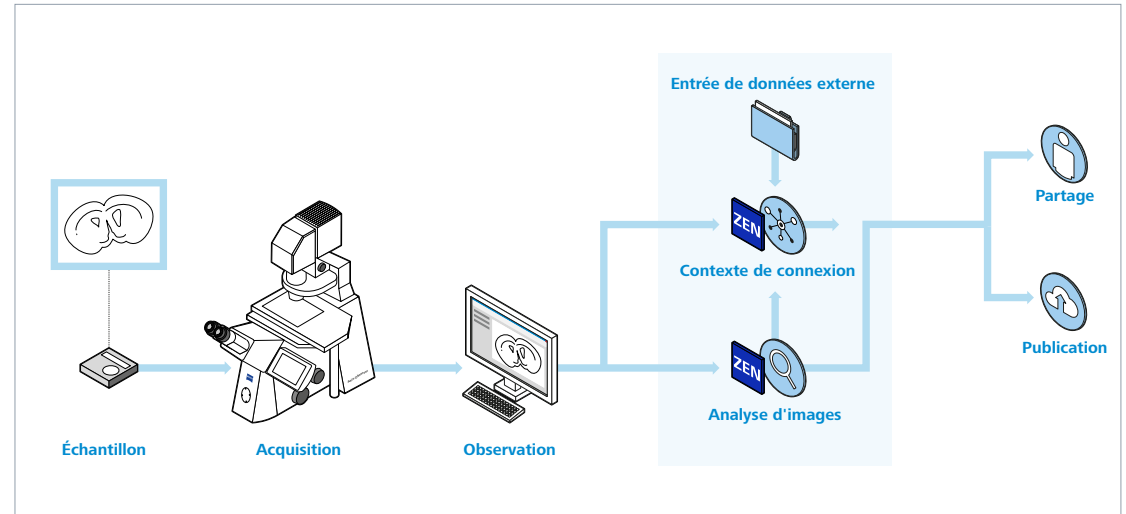 Entrée de données externe
ZEN
Contexte de connexion
ZEN
Analyse d'images
Échantillon
Acquisition
Observation
Partage
Publication